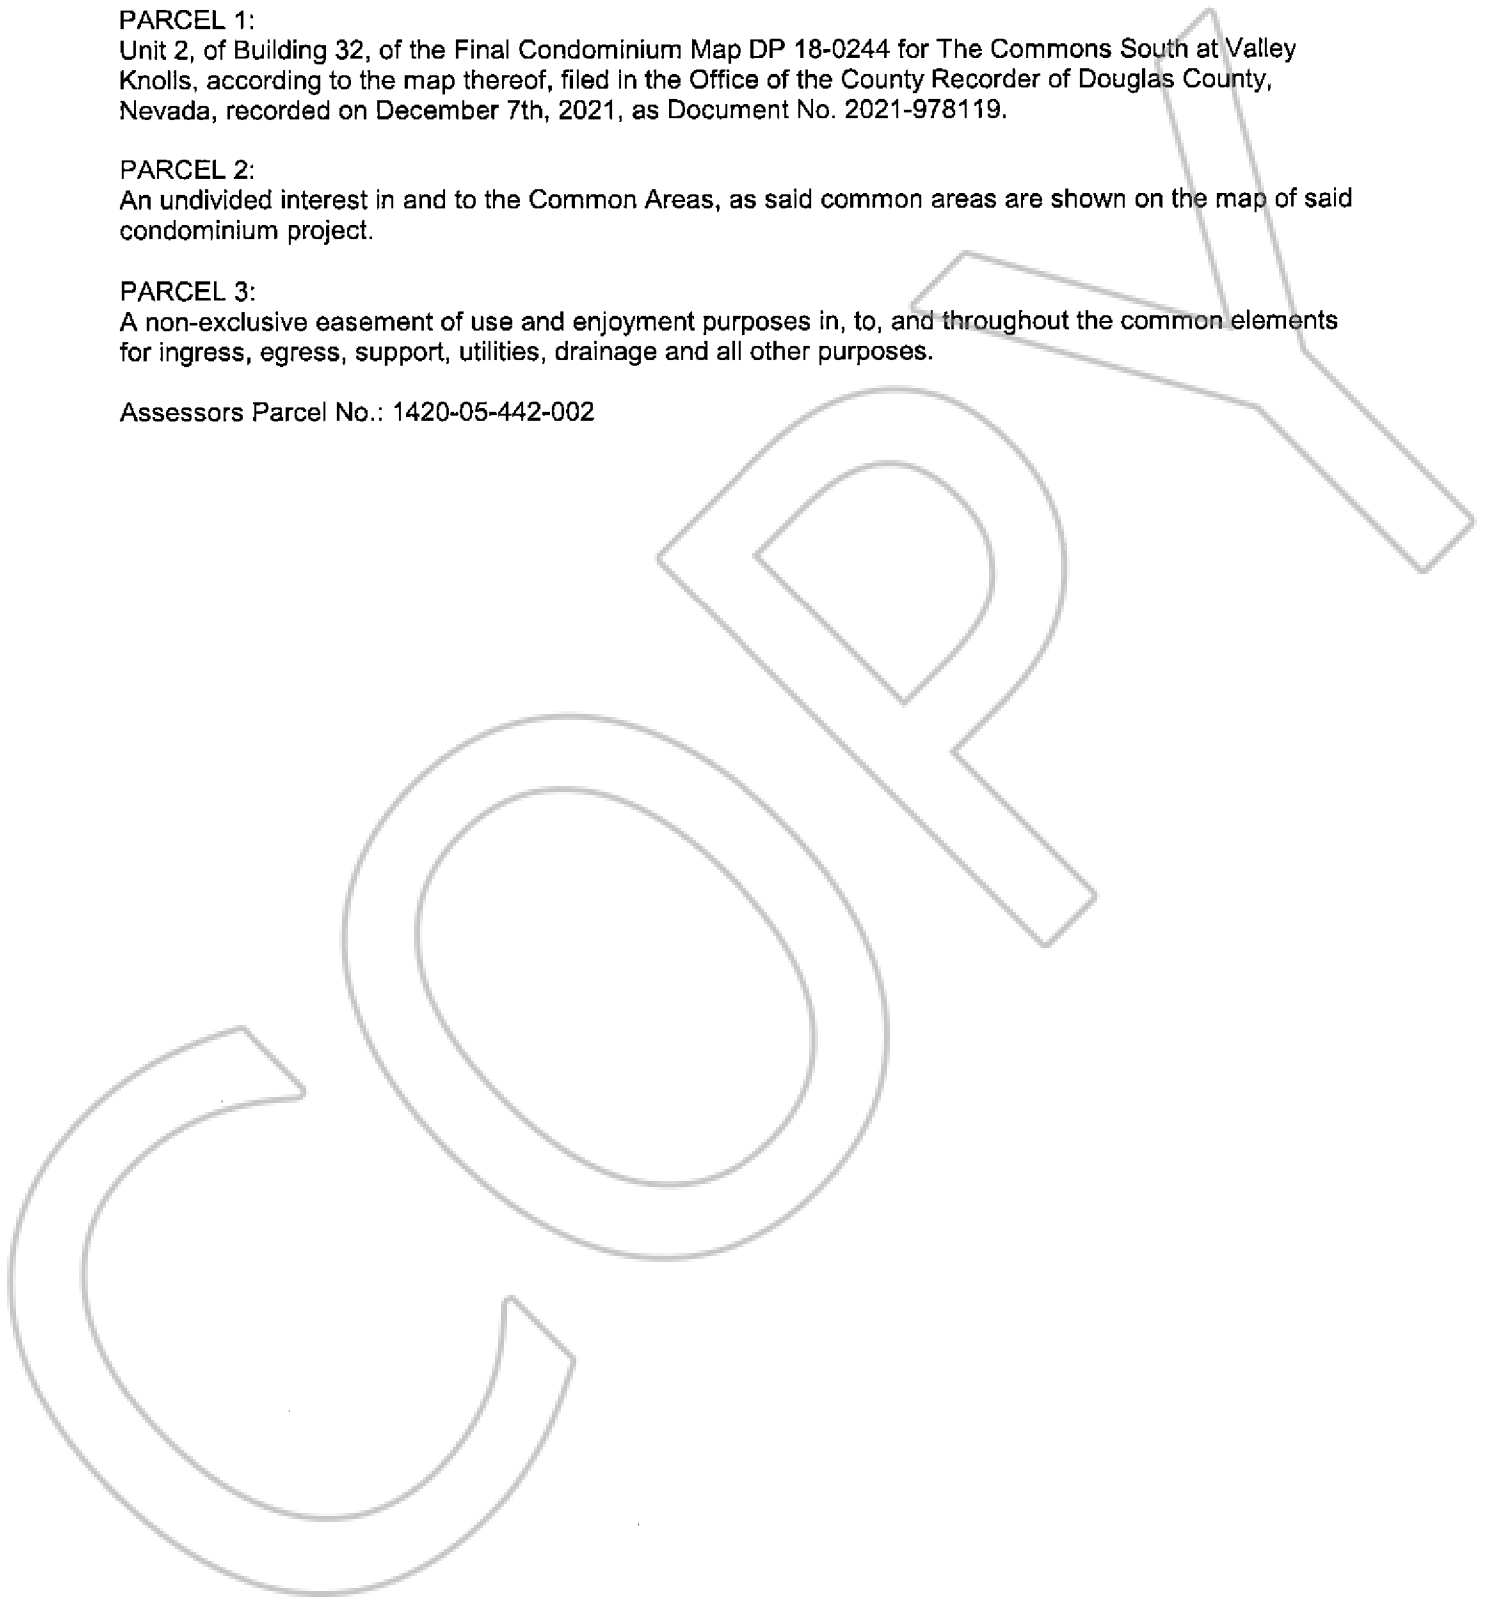 PARCEL 1:
Unit 2, of Building 32, of the Final Condominium Map DP 18-0244 for The Commons South at Valley
Knolls, according to the map thereof, filed in the Office of the County Recorder of Douglas County,
Nevada, recorded on December 7th, 2021, as Document No. 2021-978119.
PARCEL 2:
An undivided interest in and to the Common Areas, as said common areas are shown on the map of said
condominium project.
PARCEL 3:
A non-exclusive easement of use and enjoyment purposes in, to, and throughout the common elements
for ingress, egress, support, utilities, drainage and all other purposes.
Assessors Parcel No.: 1420-05-442-002
COPY